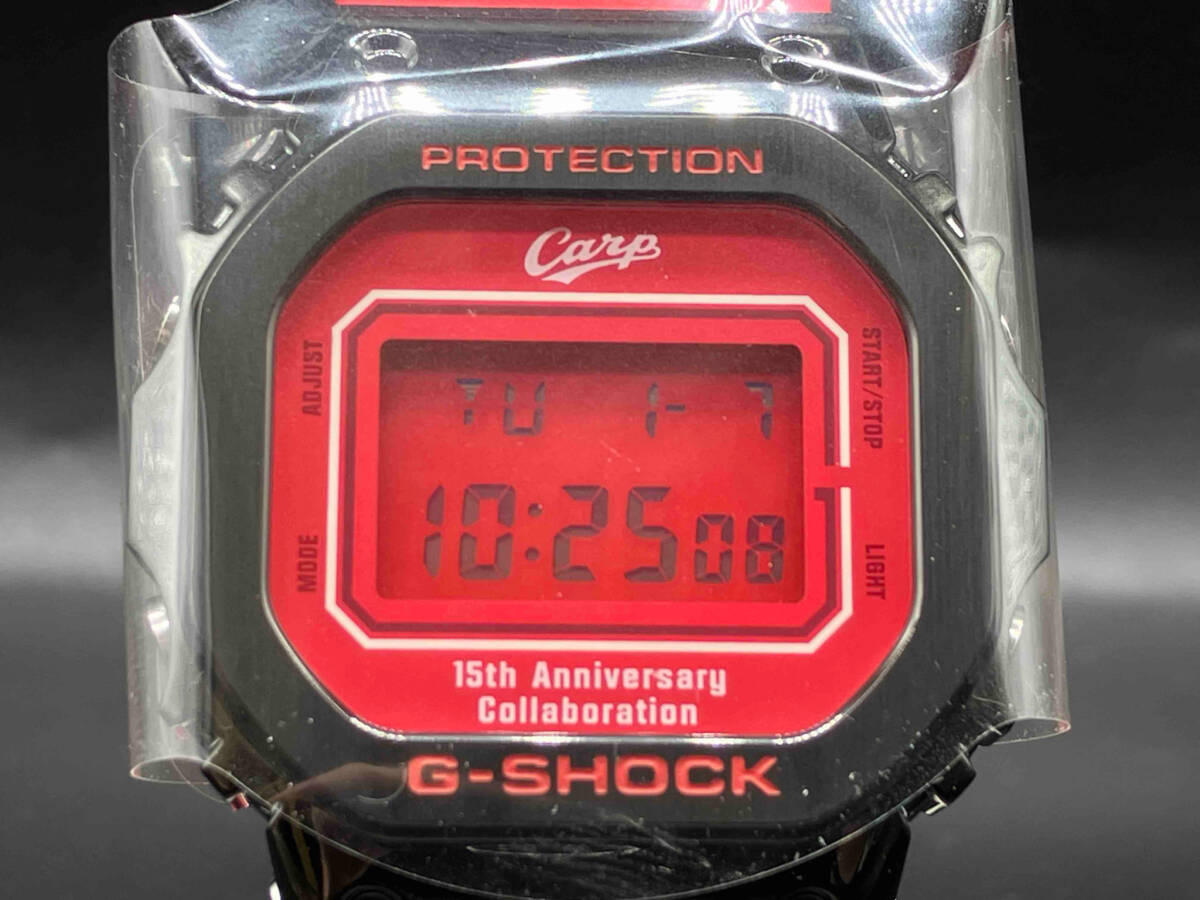 PROTECTION
Carp
ADJUST
START/STOP
TU 1-7
10:25 08
MODE
LIGHT
15th Anniversary
Collaboration
G-SHOCK